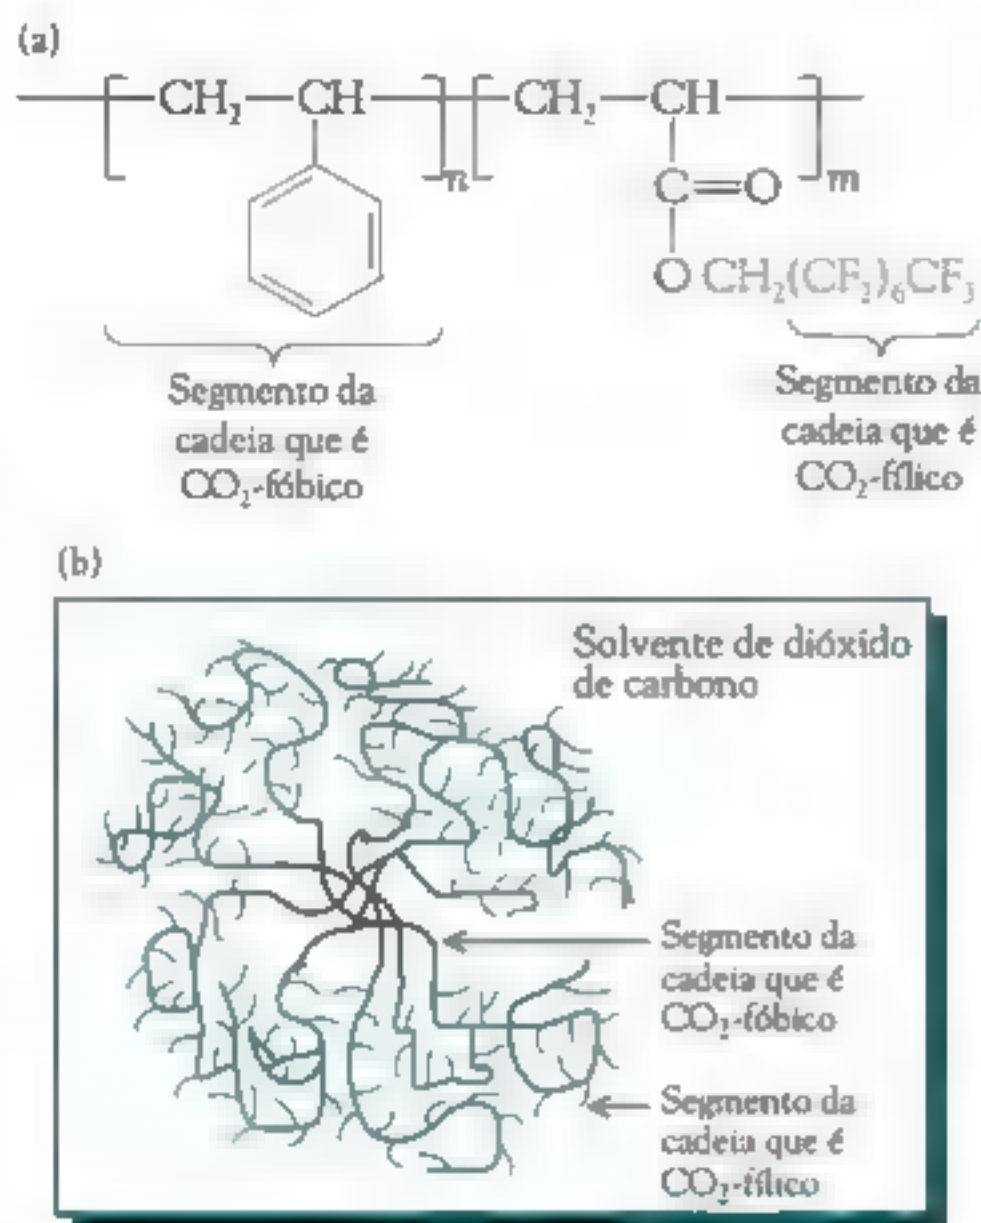 (a)
[CH₂—CH]n[CH₂—CH]m
C=O
O CH₂(CF₂)₆CF₃
Segmento da
cadeia que é
CO₂-fóbico
Segmento da
cadeia que é
CO₂-fílico
(b)
Solvente de dióxido
de carbono
Segmento da
cadeia que é
CO₂-fóbico
Segmento da
cadeia que é
CO₂-fílico